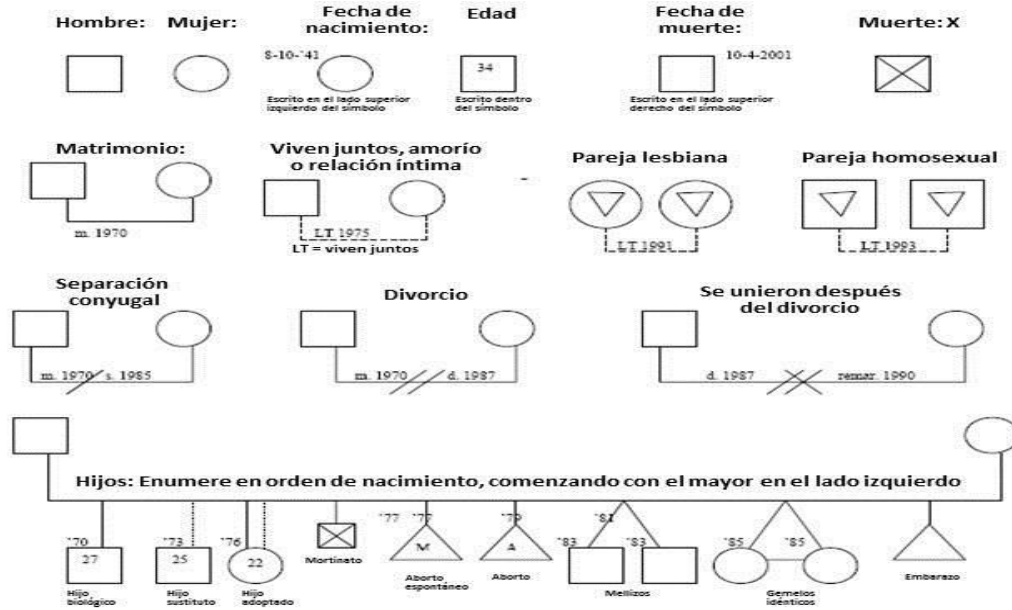 Hombre:
Mujer:
Fecha de
nacimiento:
Edad
Fecha de
muerte:
Muerte: X
8-10-'41
34
10-4-2001
Escrito en el lado superior
izquierdo del símbolo
Escrito dentro
del símbolo
Escrito en el lado superior
derecho del símbolo
Matrimonio:
Viven juntos, amorío
o relación íntima
Pareja lesbiana
Pareja homosexual
m. 1970
LT 1975
LT = viven juntos
LT 1991
LT 1993
Separación
conyugal
Divorcio
Se unieron después
del divorcio
m. 1970
s. 1985
m. 1970
d. 1987
d. 1987
remar. 1990
Hijos: Enumere en orden de nacimiento, comenzando con el mayor en el lado izquierdo
'70
'73
'76
'77
'77
'79
'81
'83
'83
'85
'85
27
25
22
M
A
Hijo
biológico
Hijo
sustituto
Hijo
adoptado
Mortinato
Aborto
espontáneo
Aborto
Mellizos
Gemelos
idénticos
Embarazo